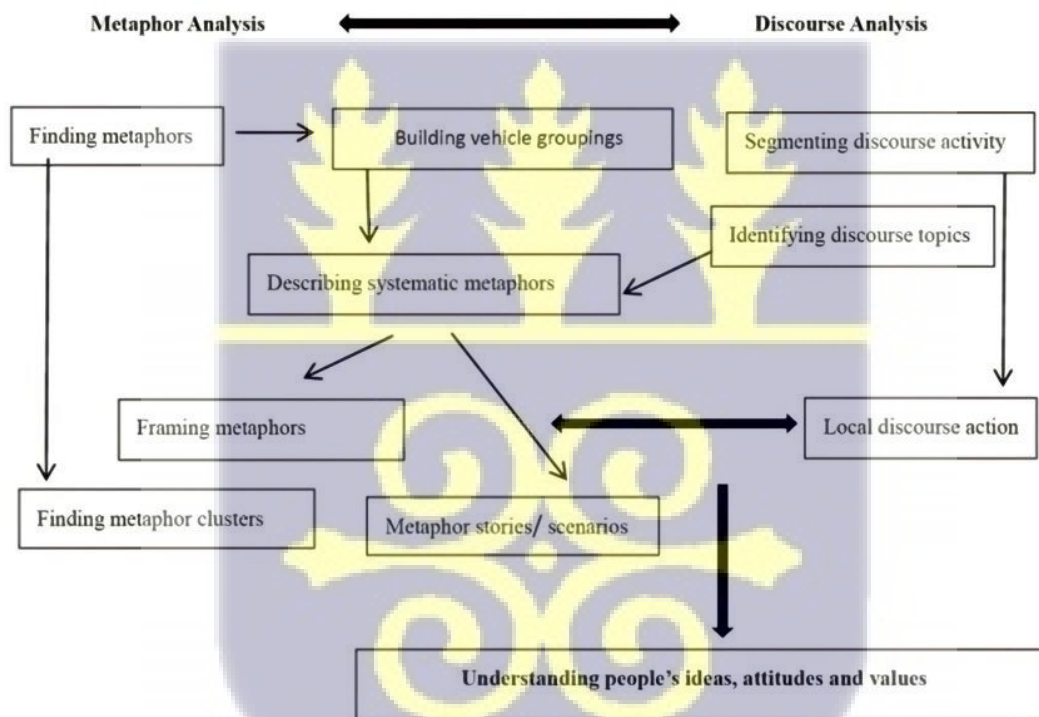 Metaphor Analysis
Discourse Analysis
Finding metaphors
Building vehicle groupings
Segmenting discourse activity
Identifying discourse topics
Describing systematic metaphors
Framing metaphors
Local discourse action
Finding metaphor clusters
Metaphor stories/ scenarios
Understanding people’s ideas, attitudes and values